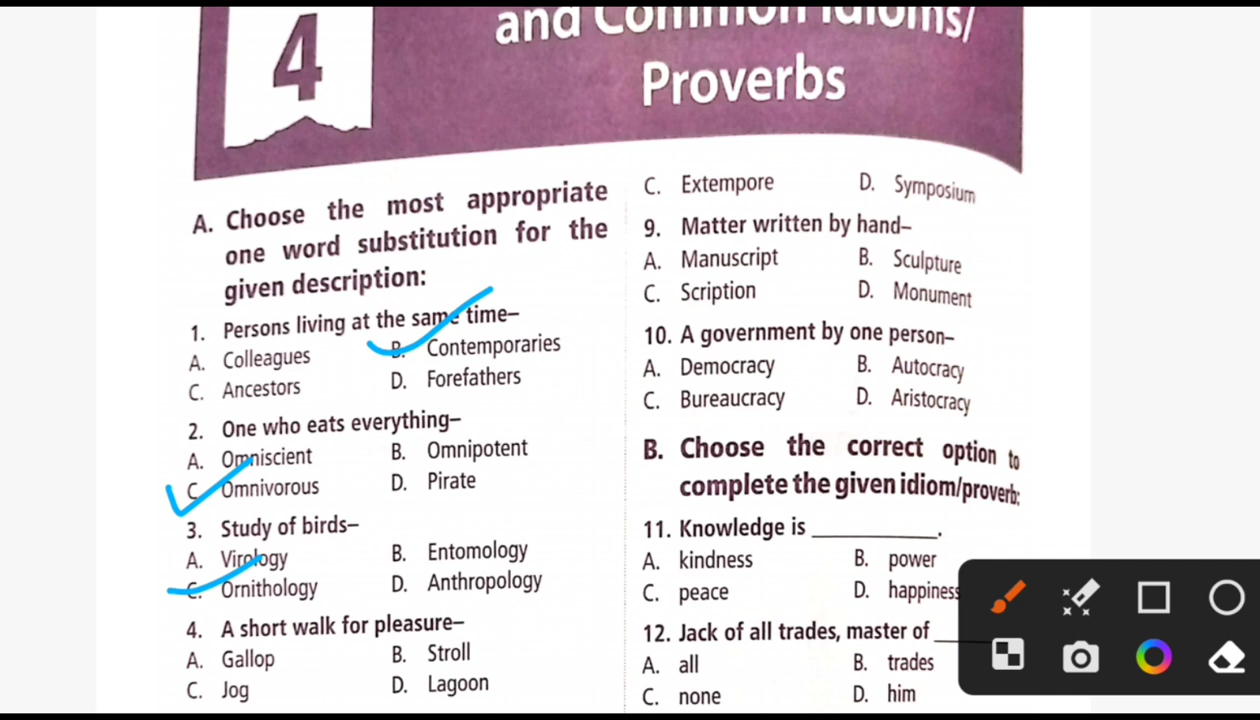 4
and Common Idioms/
Proverbs
A. Choose the most appropriate
one word substitution for the
given description:
1. Persons living at the same time–
A. Colleagues B. Contemporaries
C. Ancestors D. Forefathers
2. One who eats everything–
A. Omniscient B. Omnipotent
C. Omnivorous D. Pirate
3. Study of birds–
A. Virology B. Entomology
C. Ornithology D. Anthropology
4. A short walk for pleasure–
A. Gallop B. Stroll
C. Jog D. Lagoon
C. Extempore D. Symposium
9. Matter written by hand–
A. Manuscript B. Sculpture
C. Scription D. Monument
10. A government by one person–
A. Democracy B. Autocracy
C. Bureaucracy D. Aristocracy
B. Choose the correct option to
complete the given idiom/proverb:
11. Knowledge is ___________.
A. kindness B. power
C. peace D. happiness
12. Jack of all trades, master of _____
A. all B. trades
C. none D. him